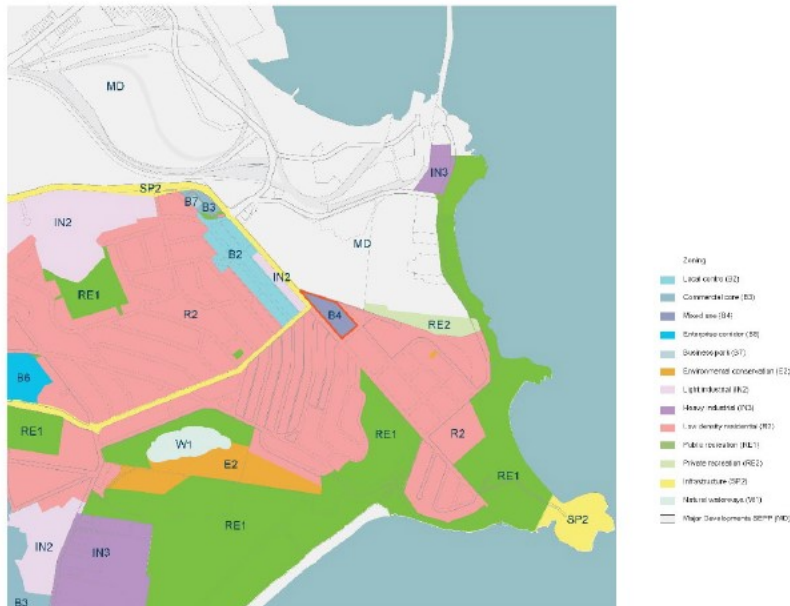 MD
IN3
SP2
B7
B3
IN2
B2
MD
IN2
RE1
R2
B4
RE2
B6
RE1
W1
RE1
R2
E2
RE1
SP2
IN2
IN3
RE1
B3
Zoning
Local centre (B2)
Commercial core (B3)
Mixed use (B4)
Enterprise corridor (B6)
Business park (B7)
Environmental conservation (E2)
Light industrial (IN2)
Heavy industrial (IN3)
Low density residential (R2)
Public recreation (RE1)
Private recreation (RE2)
Infrastructure (SP2)
Natural waterways (W1)
Major Developments SEPP (MD)